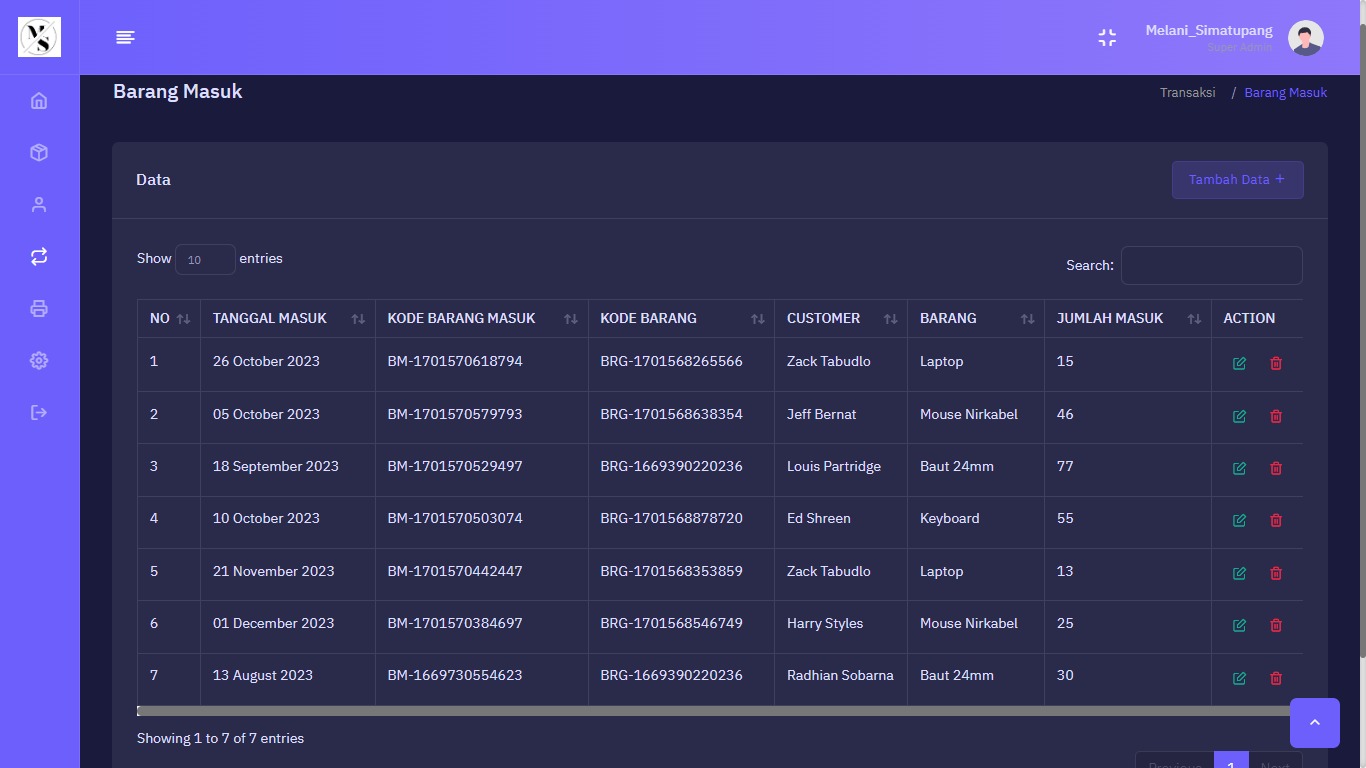 MS
Melani_Simatupang
Super Admin
Barang Masuk
Transaksi / Barang Masuk
Data
Tambah Data +
Show 10 entries
Search:
NO TANGGAL MASUK KODE BARANG MASUK KODE BARANG CUSTOMER BARANG JUMLAH MASUK ACTION
1 26 October 2023 BM-1701570618794 BRG-1701568265566 Zack Tabudlo Laptop 15
2 05 October 2023 BM-1701570579793 BRG-1701568638354 Jeff Bernat Mouse Nirkabel 46
3 18 September 2023 BM-1701570529497 BRG-1669390220236 Louis Partridge Baut 24mm 77
4 10 October 2023 BM-1701570503074 BRG-1701568878720 Ed Shreen Keyboard 55
5 21 November 2023 BM-1701570442447 BRG-1701568353859 Zack Tabudlo Laptop 13
6 01 December 2023 BM-1701570384697 BRG-1701568546749 Harry Styles Mouse Nirkabel 25
7 13 August 2023 BM-1669730554623 BRG-1669390220236 Radhian Sobarna Baut 24mm 30
Showing 1 to 7 of 7 entries
Previous 1 Next